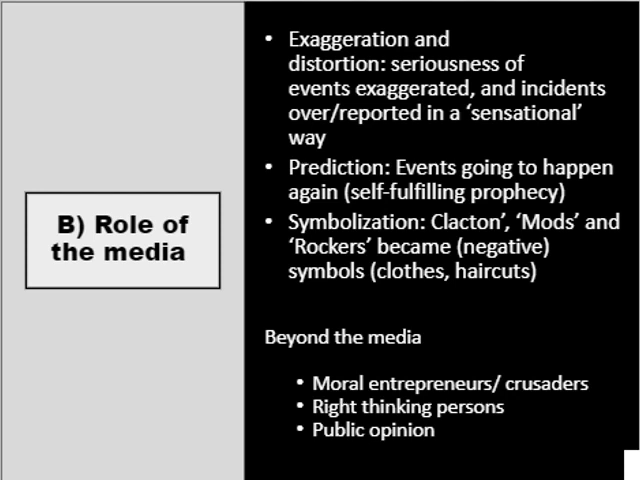 B) Role of
the media
• Exaggeration and
distortion: seriousness of
events exaggerated, and incidents
over/reported in a ‘sensational’
way
• Prediction: Events going to happen
again (self-fulfilling prophecy)
• Symbolization: Clacton’, ‘Mods’ and
‘Rockers’ became (negative)
symbols (clothes, haircuts)
Beyond the media
• Moral entrepreneurs/ crusaders
• Right thinking persons
• Public opinion